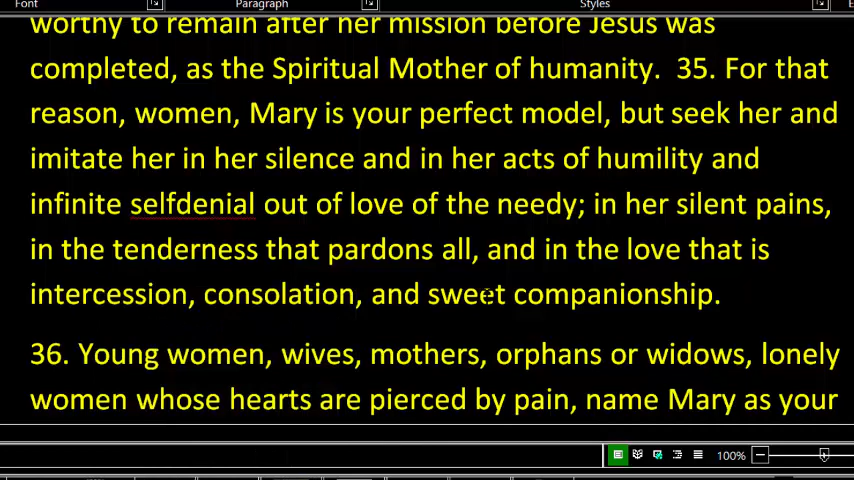 Font Paragraph Styles
worthy to remain after her mission before Jesus was
completed, as the Spiritual Mother of humanity. 35. For that
reason, women, Mary is your perfect model, but seek her and
imitate her in her silence and in her acts of humility and
infinite selfdenial out of love of the needy; in her silent pains,
in the tenderness that pardons all, and in the love that is
intercession, consolation, and sweet companionship.
36. Young women, wives, mothers, orphans or widows, lonely
women whose hearts are pierced by pain, name Mary as your
100%